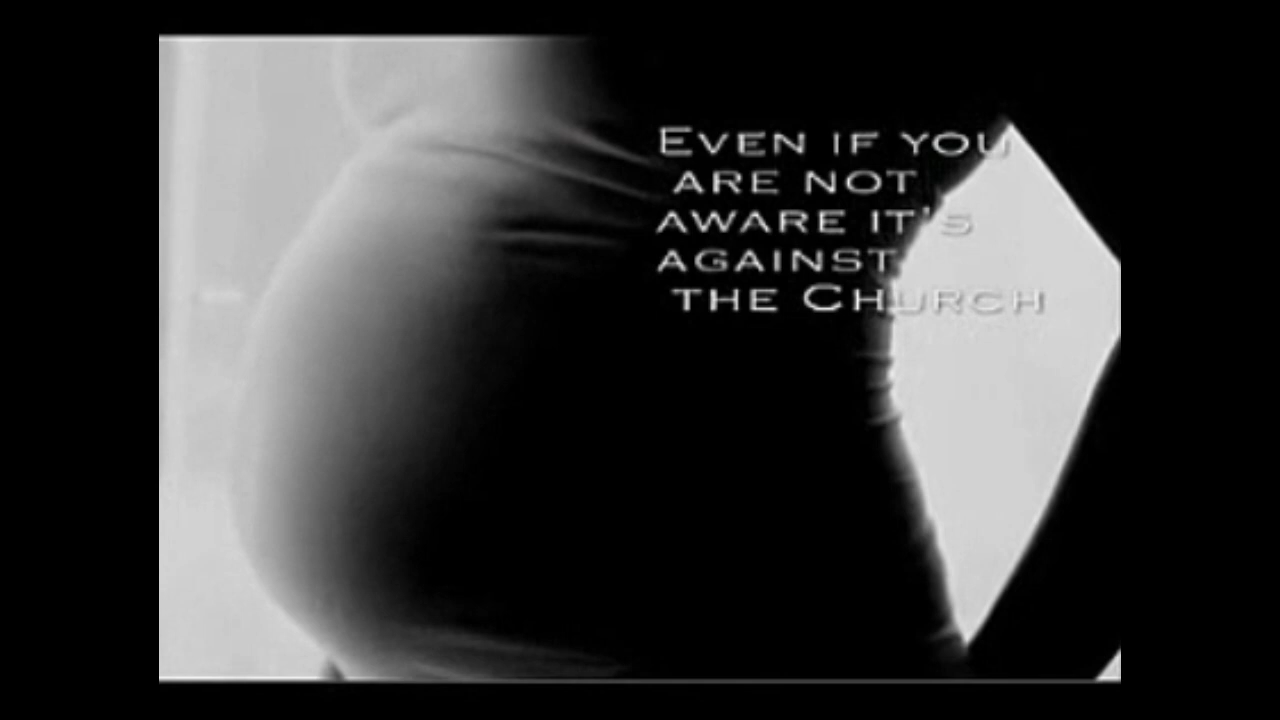 EVEN IF YOU
ARE NOT
AWARE IT'S
AGAINST
THE CHURCH